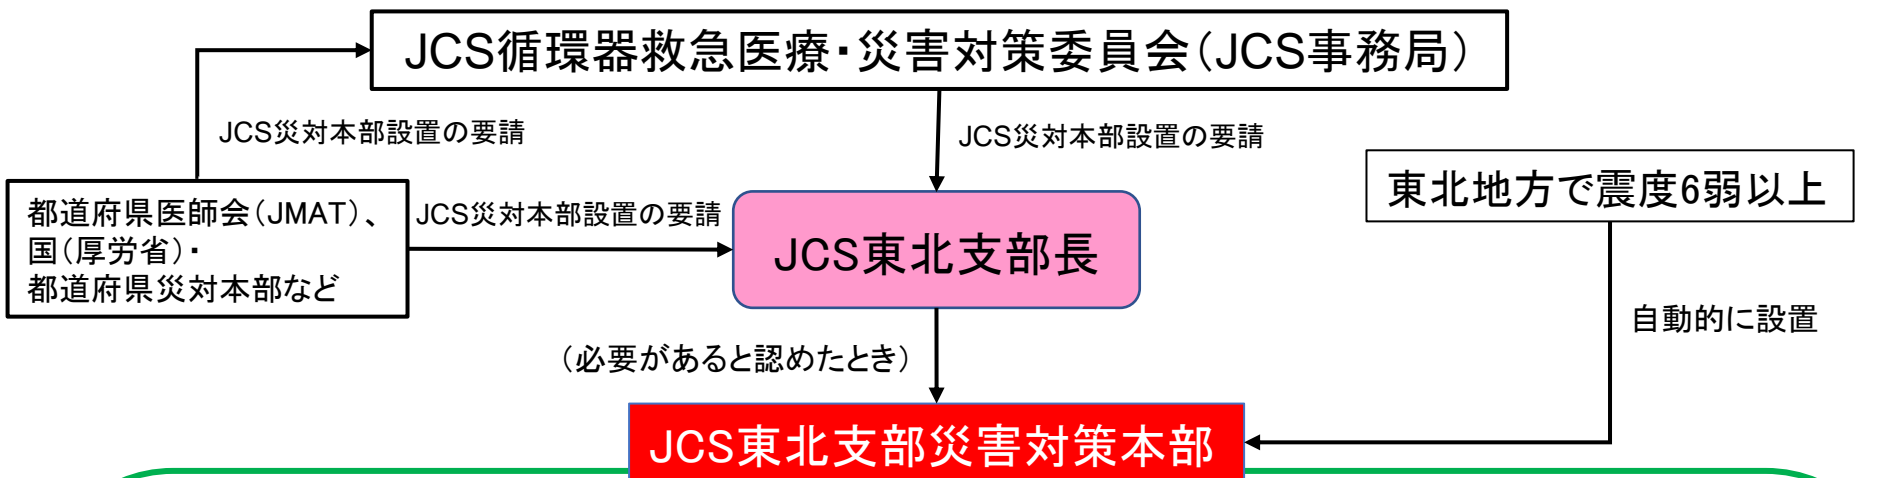 JCS循環器救急医療・災害対策委員会（JCS事務局）
JCS災対本部設置の要請
JCS災対本部設置の要請
東北地方で震度6弱以上
都道府県医師会（JMAT）、
国（厚労省）・
都道府県災対本部など
JCS災対本部設置の要請
JCS東北支部長
自動的に設置
（必要があると認めたとき）
JCS東北支部災害対策本部